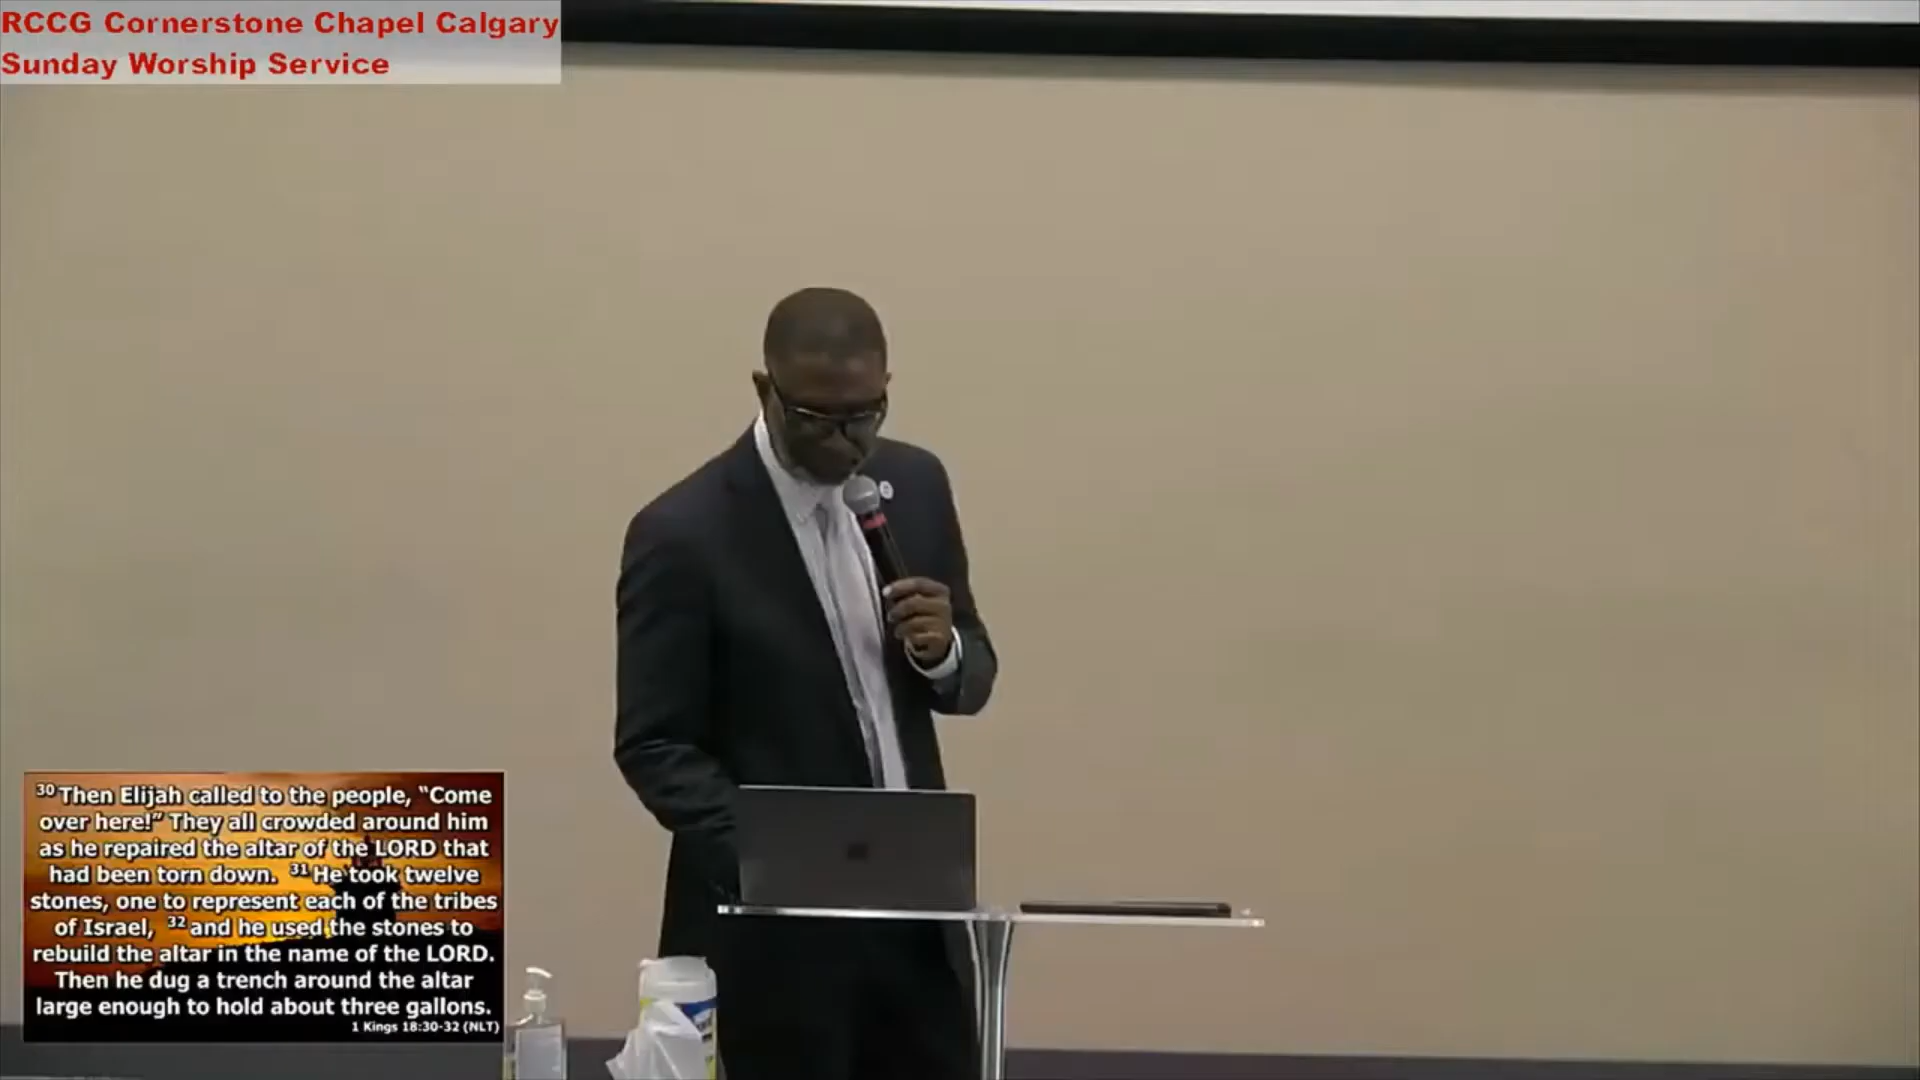 RCCG Cornerstone Chapel Calgary
Sunday Worship Service
30 Then Elijah called to the people, “Come
over here!” They all crowded around him
as he repaired the altar of the LORD that
had been torn down. 31 He took twelve
stones, one to represent each of the tribes
of Israel, 32 and he used the stones to
rebuild the altar in the name of the LORD.
Then he dug a trench around the altar
large enough to hold about three gallons.
1 Kings 18:30-32 (NLT)